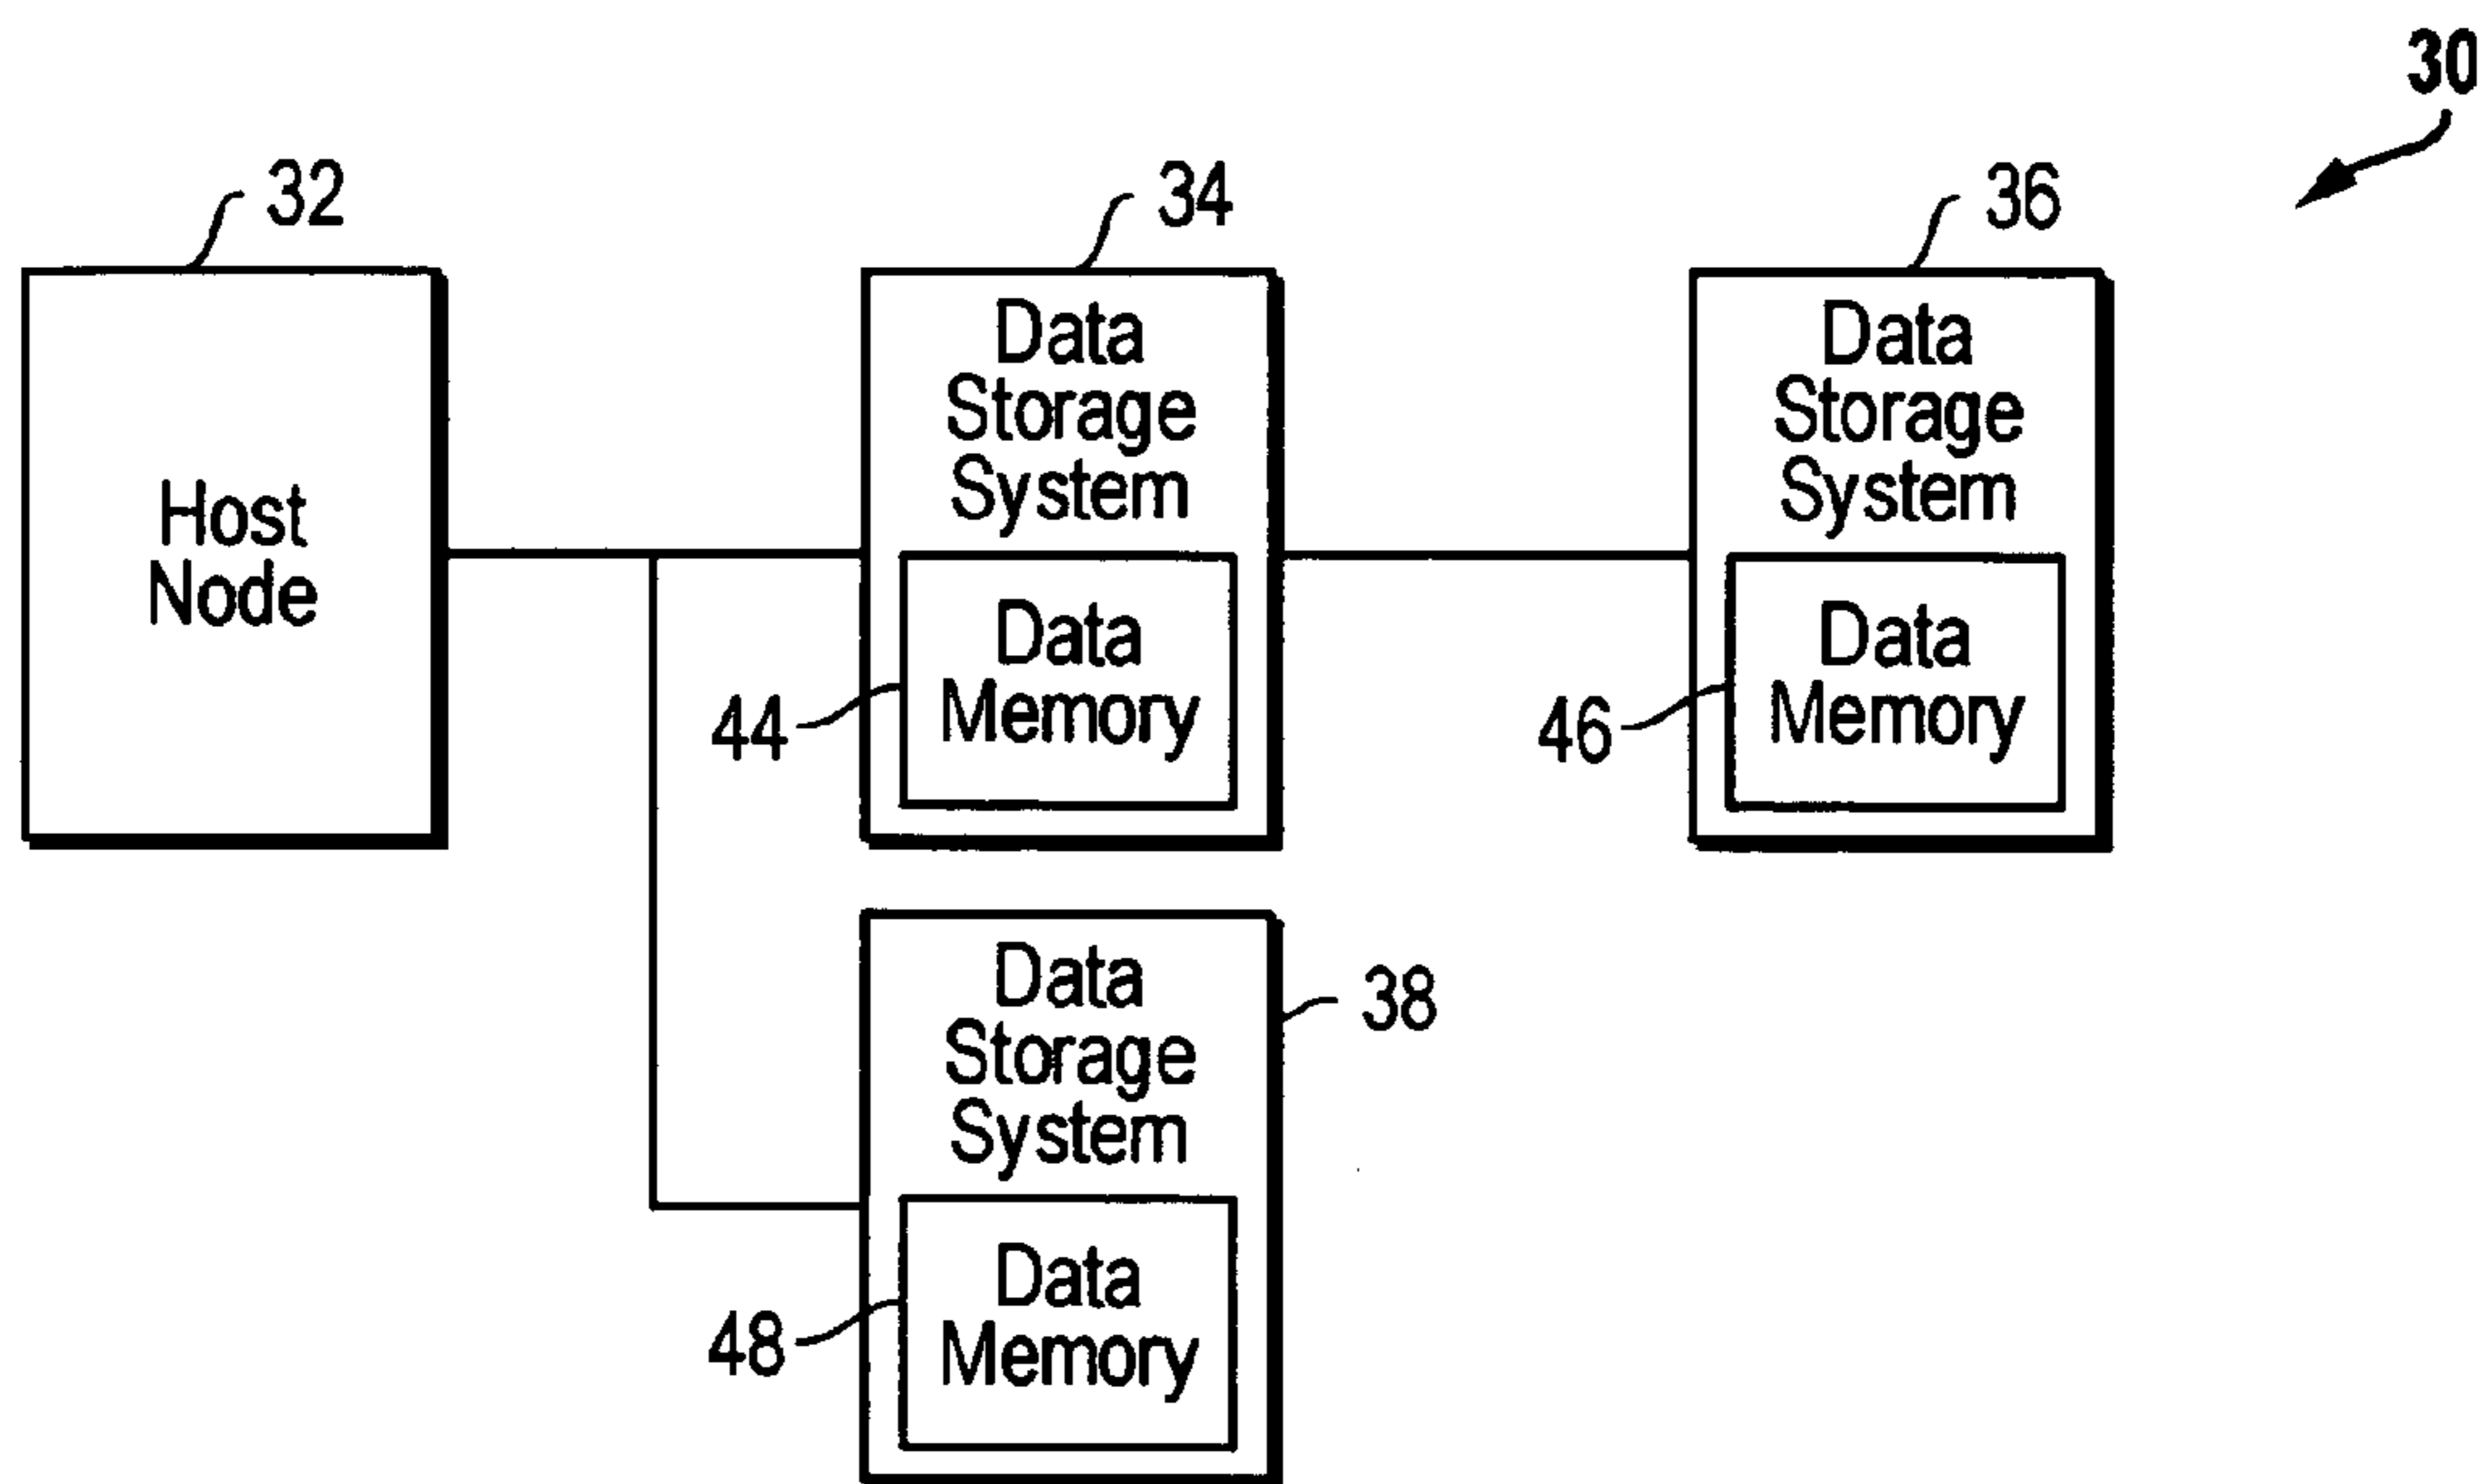 30
32
34
36
Host
Node
Data
Storage
System
Data
Memory
44
Data
Storage
System
Data
Memory
46
Data
Storage
System
38
Data
Memory
48